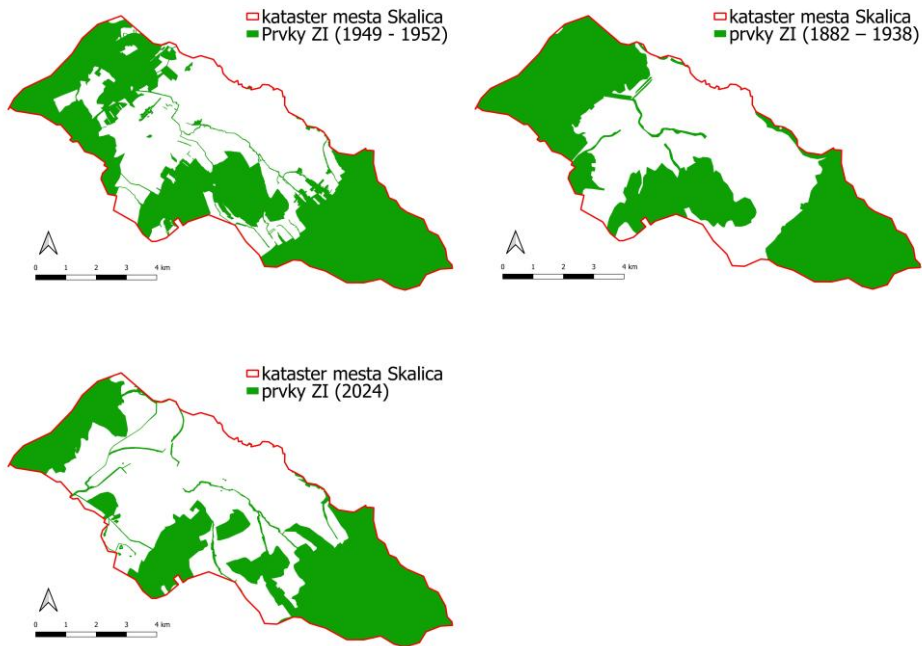 kataster mesta Skalica
Prvky ZI (1949 - 1952)
0 1 2 3 4 km
kataster mesta Skalica
prvky ZI (1882 – 1938)
0 1 2 3 4 km
kataster mesta Skalica
prvky ZI (2024)
0 1 2 3 4 km